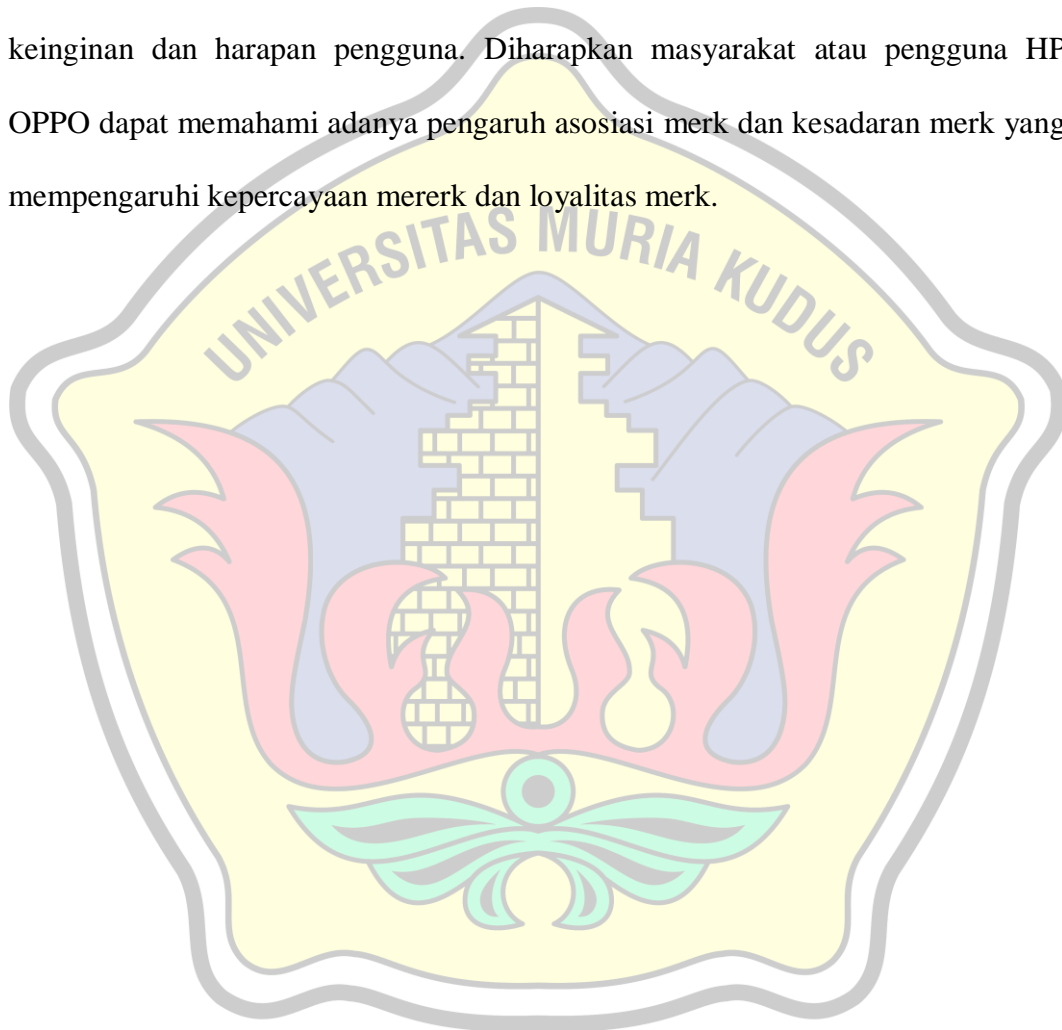 keinginan dan harapan pengguna. Diharapkan masyarakat atau pengguna HP
OPPO dapat memahami adanya pengaruh asosiasi merk dan kesadaran merk yang
mempengaruhi kepercayaan mererk dan loyalitas merk.
UNIVERSITAS MURIA KUDUS